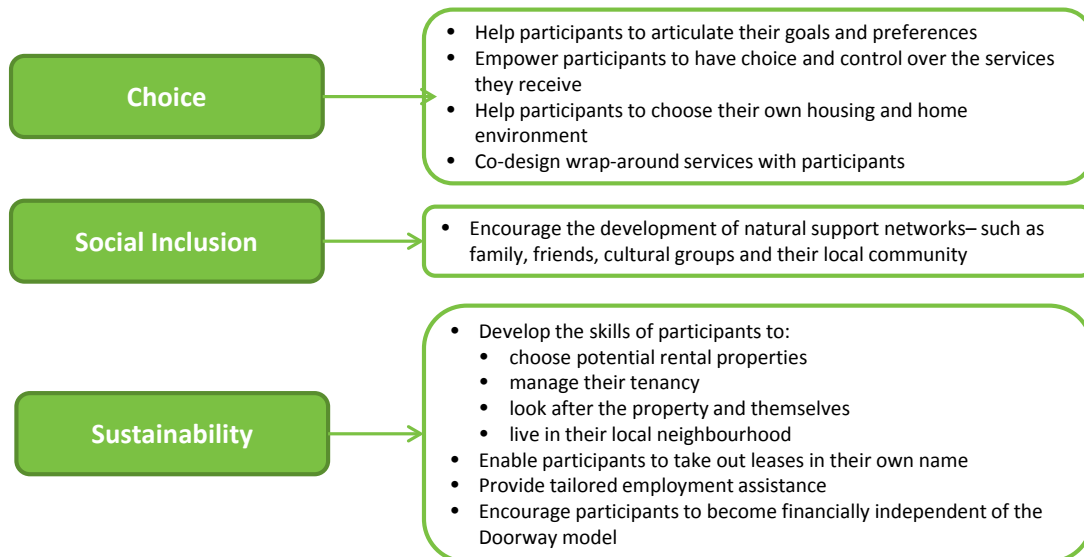 Choice
• Help participants to articulate their goals and preferences
• Empower participants to have choice and control over the services
they receive
• Help participants to choose their own housing and home
environment
• Co-design wrap-around services with participants
Social Inclusion
• Encourage the development of natural support networks– such as
family, friends, cultural groups and their local community
Sustainability
• Develop the skills of participants to:
• choose potential rental properties
• manage their tenancy
• look after the property and themselves
• live in their local neighbourhood
• Enable participants to take out leases in their own name
• Provide tailored employment assistance
• Encourage participants to become financially independent of the
Doorway model